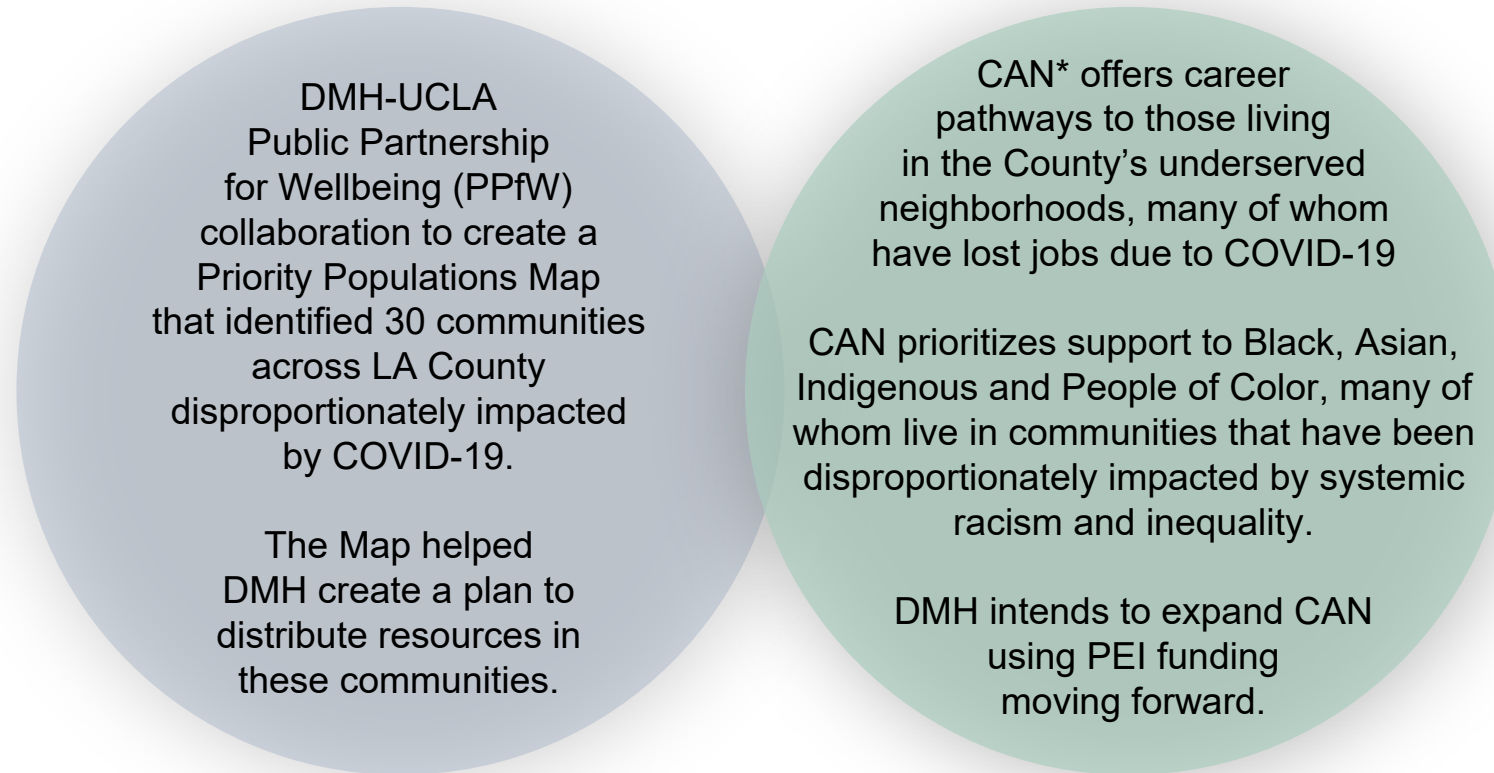 DMH-UCLA
Public Partnership
for Wellbeing (PPfW)
collaboration to create a
Priority Populations Map
that identified 30 communities
across LA County
disproportionately impacted
by COVID-19.
The Map helped
DMH create a plan to
distribute resources in
these communities.
CAN* offers career
pathways to those living
in the County’s underserved
neighborhoods, many of whom
have lost jobs due to COVID-19
CAN prioritizes support to Black, Asian,
Indigenous and People of Color, many of
whom live in communities that have been
disproportionately impacted by systemic
racism and inequality.
DMH intends to expand CAN
using PEI funding
moving forward.